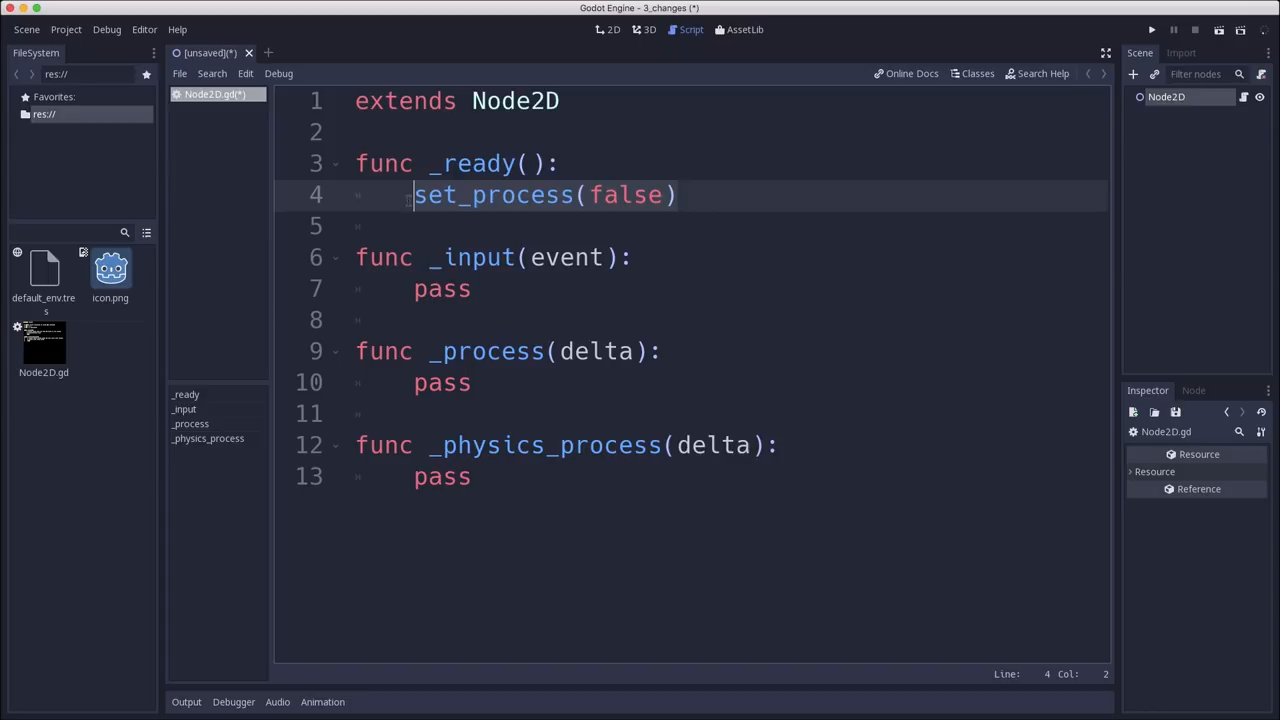 Godot Engine - 3_changes (*)
Scene Project Debug Editor Help
2D 3D Script AssetLib
FileSystem
[unsaved](*)
Scene Import
res://
File Search Edit Debug
Online Docs Classes Search Help
Filter nodes
Favorites:
res://
Node2D.gd(*)
Node2D
1 extends Node2D
2
3 func _ready():
4 set_process(false)
5
6 func _input(event):
7 pass
8
9 func _process(delta):
10 pass
11
12 func _physics_process(delta):
13 pass
default_env.tres
icon.png
Node2D.gd
_ready
_input
_process
_physics_process
Inspector Node
Node2D.gd
Resource
Resource
Reference
Line: 4 Col: 2
Output Debugger Audio Animation